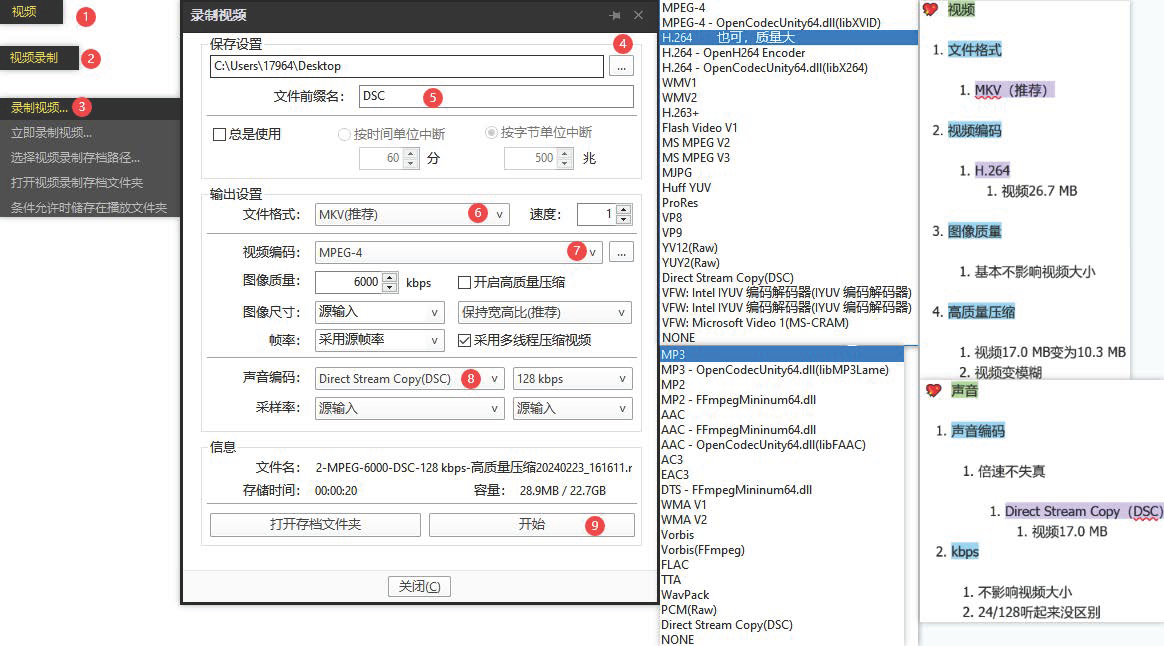 视频
1
视频录制
2
录制视频...
3
立即录制视频...
选择视频录制存档路径...
打开视频录制存档文件夹
条件允许时储存在播放文件夹
录制视频
保存设置
4
C:\Users\17964\Desktop
...
文件前缀名：
DSC
5
总是使用
按时间单位中断
按字节单位中断
60
分
500
兆
输出设置
文件格式：
MKV(推荐)
6
速度：
1
视频编码：
MPEG-4
7
...
图像质量：
6000
kbps
开启高质量压缩
图像尺寸：
源输入
保持宽高比(推荐)
帧率：
采用源帧率
采用多线程压缩视频
声音编码：
Direct Stream Copy(DSC)
8
128 kbps
采样率：
源输入
源输入
信息
文件名：
2-MPEG-6000-DSC-128 kbps-高质量压缩20240223_161611.r
存储时间：
00:00:20
容量：
28.9MB / 22.7GB
打开存档文件夹
开始
9
关闭(C)
MPEG-4
MPEG-4 - OpenCodecUnity64.dll(libXVID)
H.264 也可，质量大
H.264 - OpenH264 Encoder
H.264 - OpenCodecUnity64.dll(libX264)
WMV1
WMV2
H.263+
Flash Video V1
MS MPEG V2
MS MPEG V3
MJPG
Huff YUV
ProRes
VP8
VP9
YV12(Raw)
YUY2(Raw)
Direct Stream Copy(DSC)
VFW: Intel IYUV 编码解码器(IYUV 编码解码器)
VFW: Intel IYUV 编码解码器(IYUV 编码解码器)
VFW: Microsoft Video 1(MS-CRAM)
NONE
MP3
MP3 - OpenCodecUnity64.dll(libMP3Lame)
MP2
MP2 - FFmpegMininum64.dll
AAC
AAC - FFmpegMininum64.dll
AAC - OpenCodecUnity64.dll(libFAAC)
AC3
EAC3
DTS - FFmpegMininum64.dll
WMA V1
WMA V2
Vorbis
Vorbis(FFmpeg)
FLAC
TTA
WavPack
PCM(Raw)
Direct Stream Copy(DSC)
NONE
视频
1. 文件格式
1. MKV（推荐）
2. 视频编码
1. H.264
1. 视频26.7 MB
3. 图像质量
1. 基本不影响视频大小
4. 高质量压缩
1. 视频17.0 MB变为10.3 MB
2. 视频变模糊
声音
1. 声音编码
1. 倍速不失真
1. Direct Stream Copy（DSC)
1. 视频17.0 MB
2. kbps
1. 不影响视频大小
2. 24/128听起来没区别